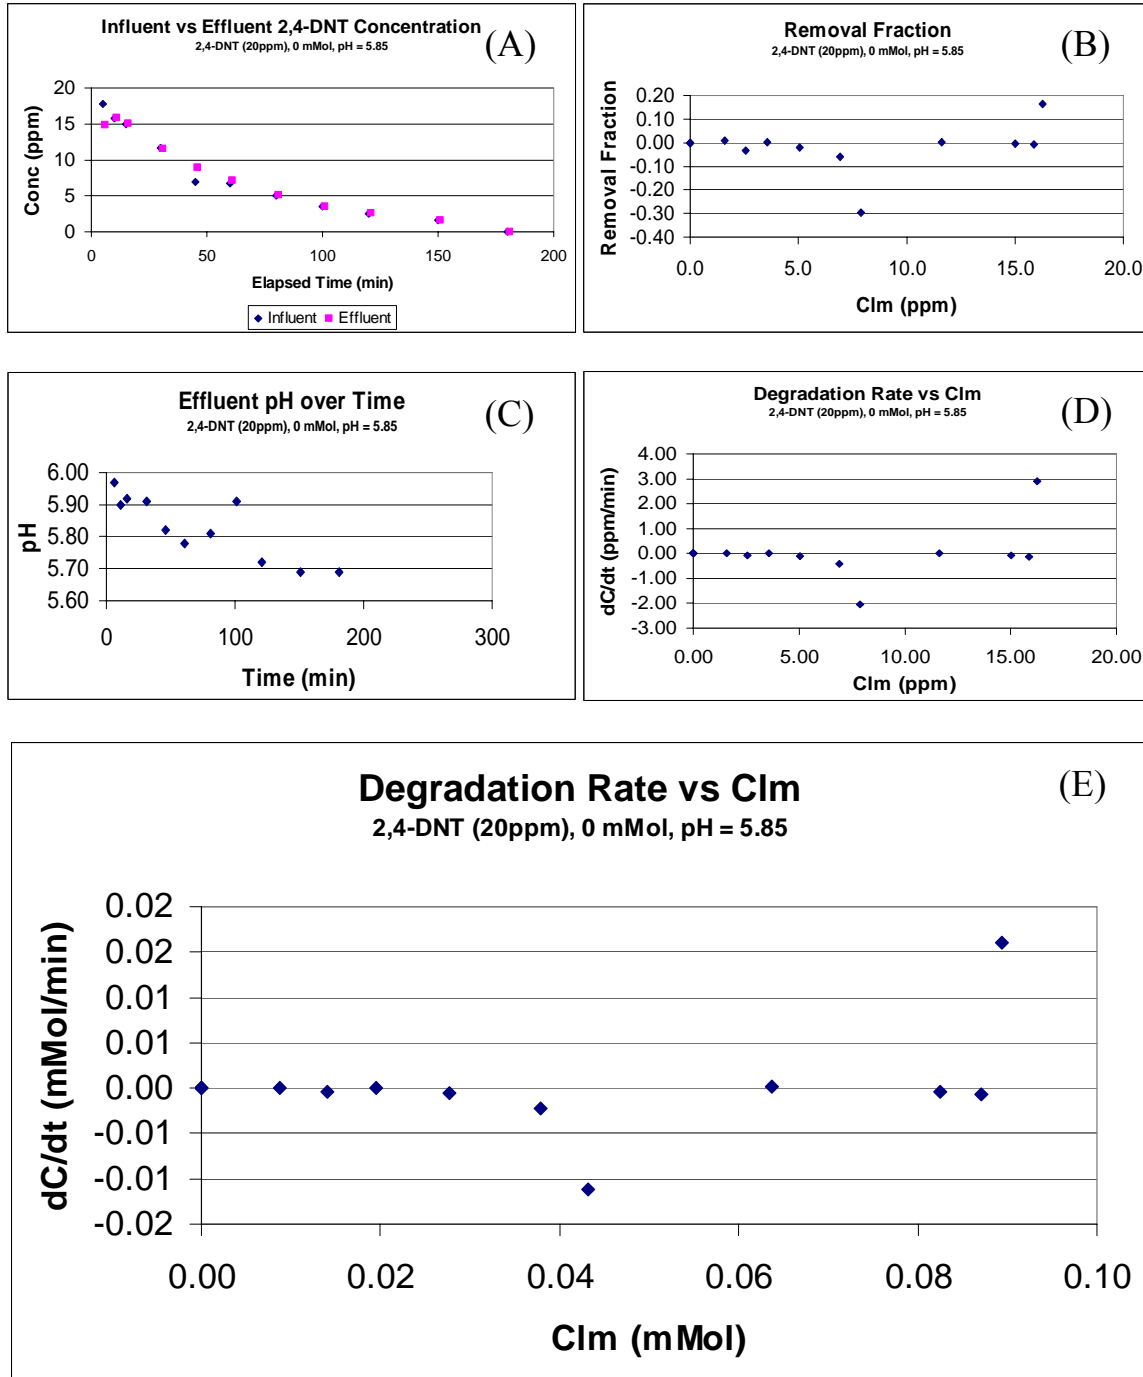 Influent vs Effluent 2,4-DNT Concentration
2,4-DNT (20ppm), 0 mMol, pH = 5.85
(A)
Conc (ppm)
20
15
10
5
0
0 50 100 150 200
Elapsed Time (min)
Influent Effluent
Removal Fraction
2,4-DNT (20ppm), 0 mMol, pH = 5.85
(B)
Removal Fraction
0.20
0.10
0.00
-0.10
-0.20
-0.30
-0.40
0.0 5.0 10.0 15.0 20.0
Clm (ppm)
Effluent pH over Time
2,4-DNT (20ppm), 0 mMol, pH = 5.85
(C)
pH
6.00
5.90
5.80
5.70
5.60
0 100 200 300
Time (min)
Degradation Rate vs Clm
2,4-DNT (20ppm), 0 mMol, pH = 5.85
(D)
dC/dt (ppm/min)
4.00
3.00
2.00
1.00
0.00
-1.00
-2.00
-3.00
0.00 5.00 10.00 15.00 20.00
Clm (ppm)
Degradation Rate vs Clm
2,4-DNT (20ppm), 0 mMol, pH = 5.85
(E)
dC/dt (mMol/min)
0.02
0.02
0.01
0.01
0.00
-0.01
-0.01
-0.02
0.00 0.02 0.04 0.06 0.08 0.10
Clm (mMol)